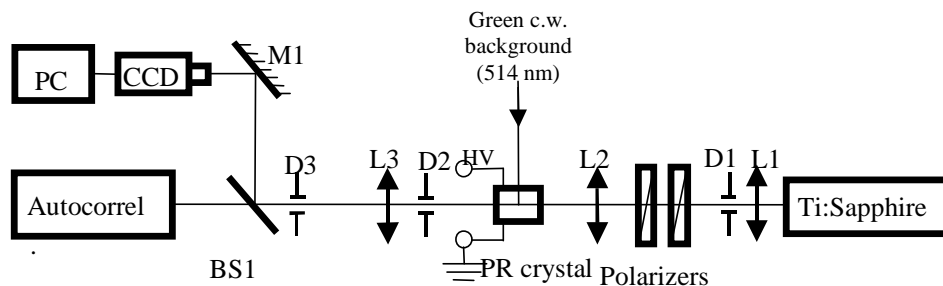 Green c.w.
background
(514 nm)
M1
PC
CCD
D3
L3
D2
HV
L2
D1
L1
Autocorrel
Ti:Sapphire
.
BS1
PR crystal
Polarizers